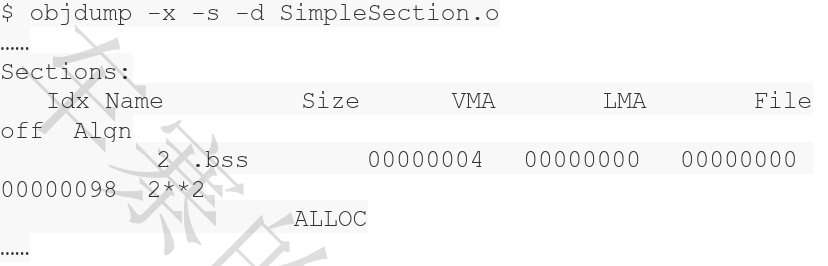 $ objdump -x -s -d SimpleSection.o
……
Sections:
Idx Name Size VMA LMA File
off Algn
2 .bss 00000004 00000000 00000000
00000098 2**2
ALLOC
……